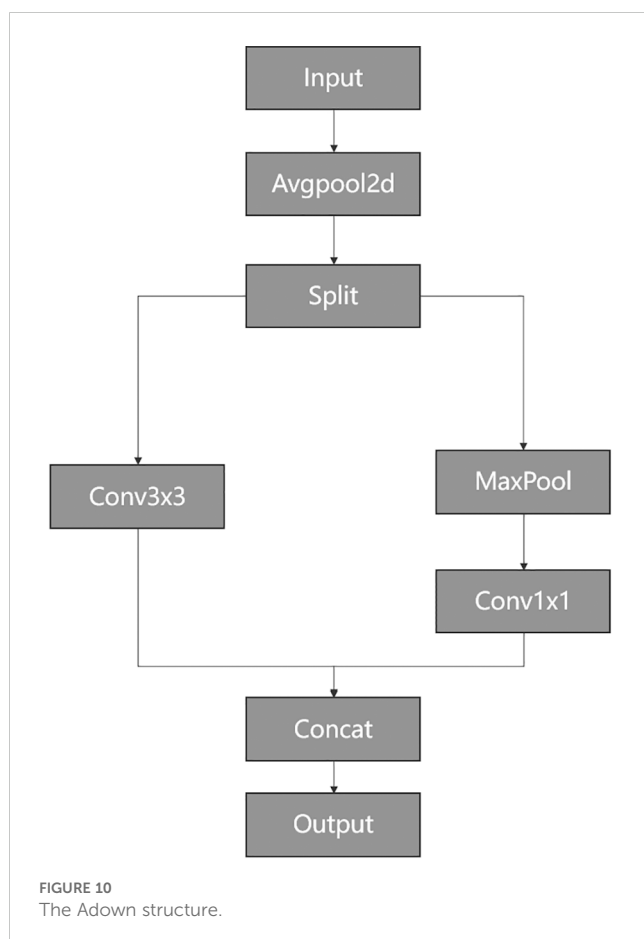 Input
Avgpool2d
Split
Conv3x3
MaxPool
Conv1x1
Concat
Output
FIGURE 10
The Adown structure.